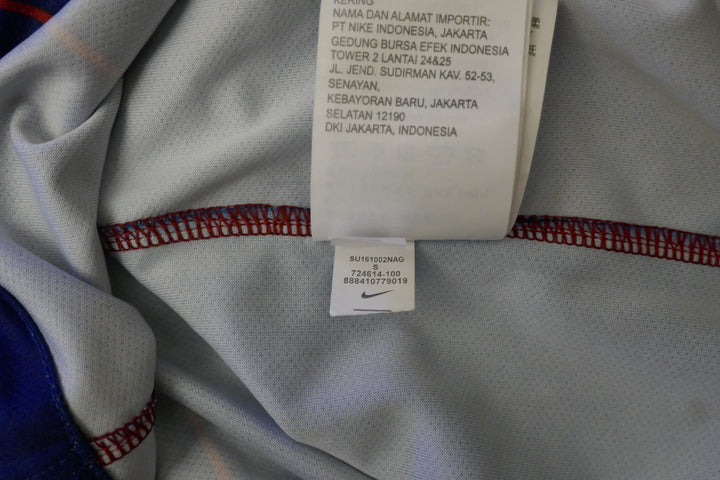 KERING
NAMA DAN ALAMAT IMPORTIR:
PT NIKE INDONESIA, JAKARTA
GEDUNG BURSA EFEK INDONESIA
TOWER 2 LANTAI 24&25
JL. JEND. SUDIRMAN KAV. 52-53,
SENAYAN,
KEBAYORAN BARU, JAKARTA
SELATAN 12190
DKI JAKARTA, INDONESIA
SU161002NAG
S
724614-100
888410779019